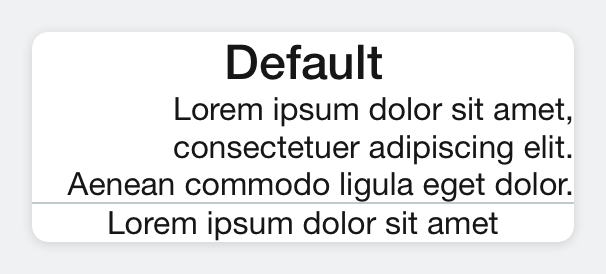 Default
Lorem ipsum dolor sit amet,
consectetuer adipiscing elit.
Aenean commodo ligula eget dolor.
Lorem ipsum dolor sit amet